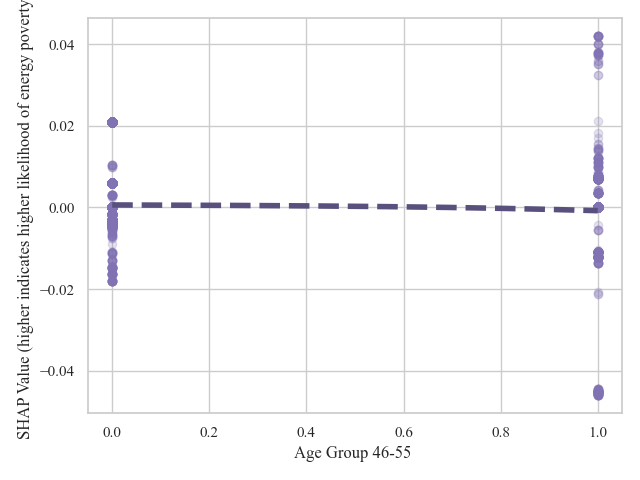 SHAP Value (higher indicates higher likelihood of energy poverty
0.04
0.02
0.00
−0.02
−0.04
0.0 0.2 0.4 0.6 0.8 1.0
Age Group 46-55